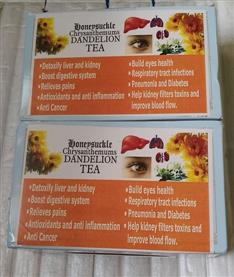 Honeysuckle
Chrysanthemums
DANDELION
TEA
•Detoxify liver and kidney
•Boost digestive system
•Relieves pains
•Antioxidants and anti inflammation
•Anti Cancer
•Build eyes health
•Respiratory tract infections
•Pneumonia and Diabetes
•Help kidney filters toxins and
improve blood flow.
Honeysuckle
Chrysanthemums
DANDELION
TEA
•Detoxify liver and kidney
•Boost digestive system
•Relieves pains
•Antioxidants and anti inflammation
•Anti Cancer
•Build eyes health
•Respiratory tract infections
•Pneumonia and Diabetes
•Help kidney filters toxins and
improve blood flow.